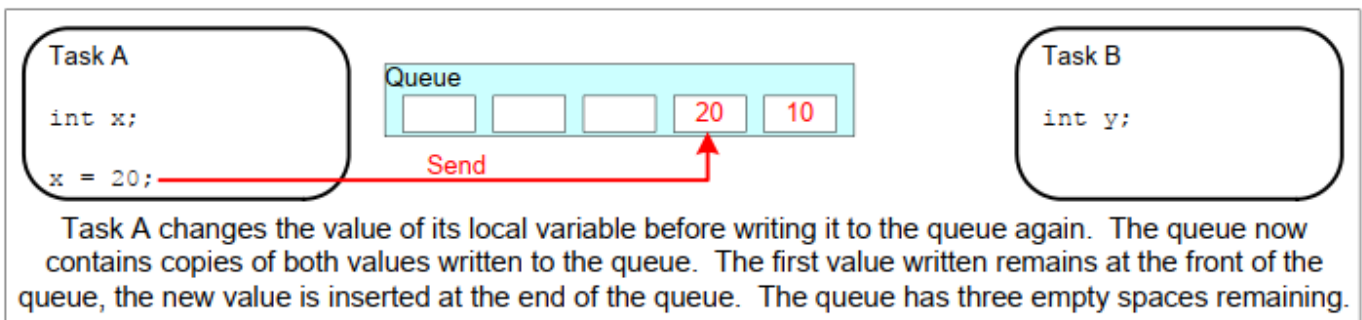 Task A
int x;
x = 20;
Queue
20 10
Send
Task B
int y;
Task A changes the value of its local variable before writing it to the queue again. The queue now
contains copies of both values written to the queue. The first value written remains at the front of the
queue, the new value is inserted at the end of the queue. The queue has three empty spaces remaining.